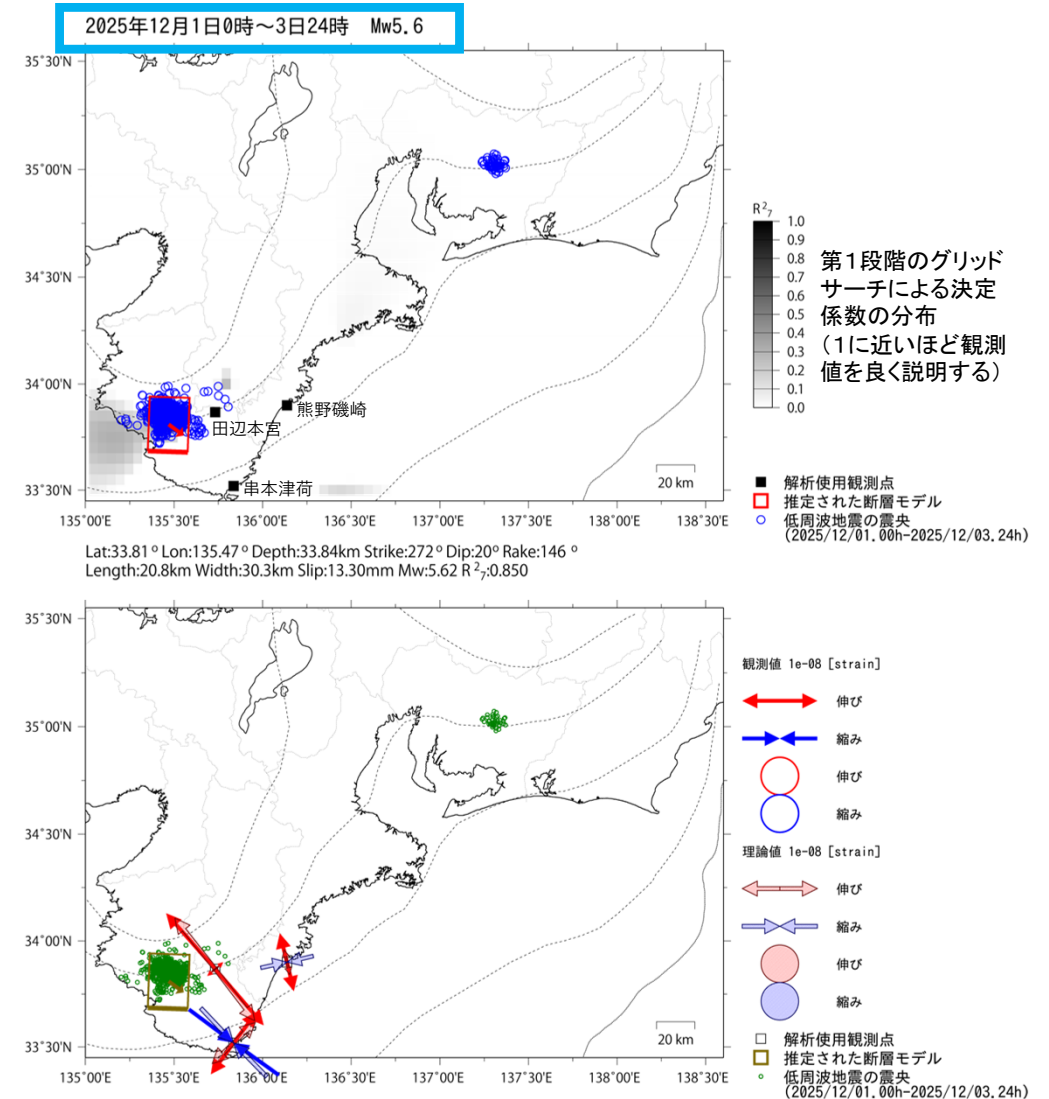 2025年12月1日0時～3日24時　Mw5.6
35°30'N
35°00'N
34°30'N
34°00'N
33°30'N
135°00'E
135°30'E
136°00'E
136°30'E
137°00'E
137°30'E
138°00'E
138°30'E
熊野磯崎
田辺本宮
串本津荷
20 km
R²₇
1.0
0.9
0.8
0.7
0.6
0.5
0.4
0.3
0.2
0.1
0.0
第１段階のグリッド
サーチによる決定
係数の分布
（１に近いほど観測
値を良く説明する）
解析使用観測点
推定された断層モデル
低周波地震の震央
(2025/12/01.00h-2025/12/03.24h)
Lat:33.81 º Lon:135.47 º Depth:33.84km Strike:272 º Dip:20º Rake:146 º
Length:20.8km Width:30.3km Slip:13.30mm Mw:5.62 R ²₇:0.850
35°30'N
35°00'N
34°30'N
34°00'N
33°30'N
135°00'E
135°30'E
136°00'E
136°30'E
137°00'E
137°30'E
138°00'E
138°30'E
20 km
観測値 1e-08 [strain]
伸び
縮み
伸び
縮み
理論値 1e-08 [strain]
伸び
縮み
伸び
縮み
解析使用観測点
推定された断層モデル
低周波地震の震央
(2025/12/01.00h-2025/12/03.24h)